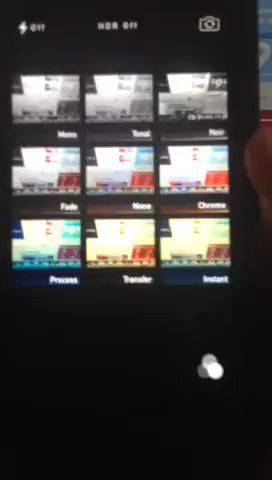 Off HDR Off
Mono Tonal Noir
Fade None Chrome
Process Transfer Instant